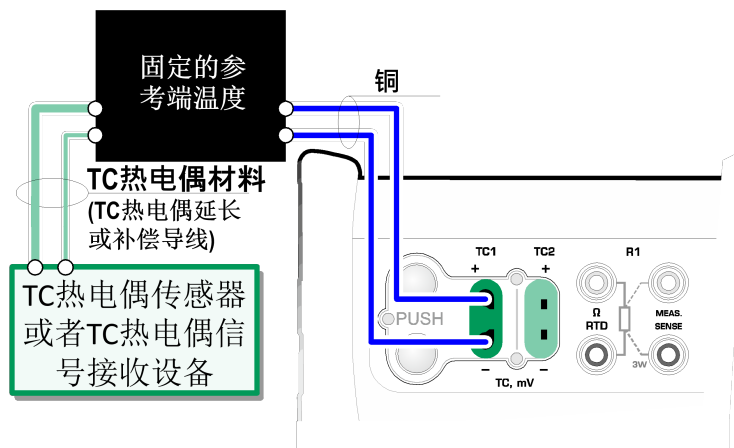 固定的参
考端温度
铜
TC热电偶材料
(TC热电偶延长
或补偿导线)
TC热电偶传感器
或者TC热电偶信
号接收设备
TC1 TC2 R1
+ +
PUSH
Ω
RTD
MEAS.
SENSE
3W
− −
TC, mV